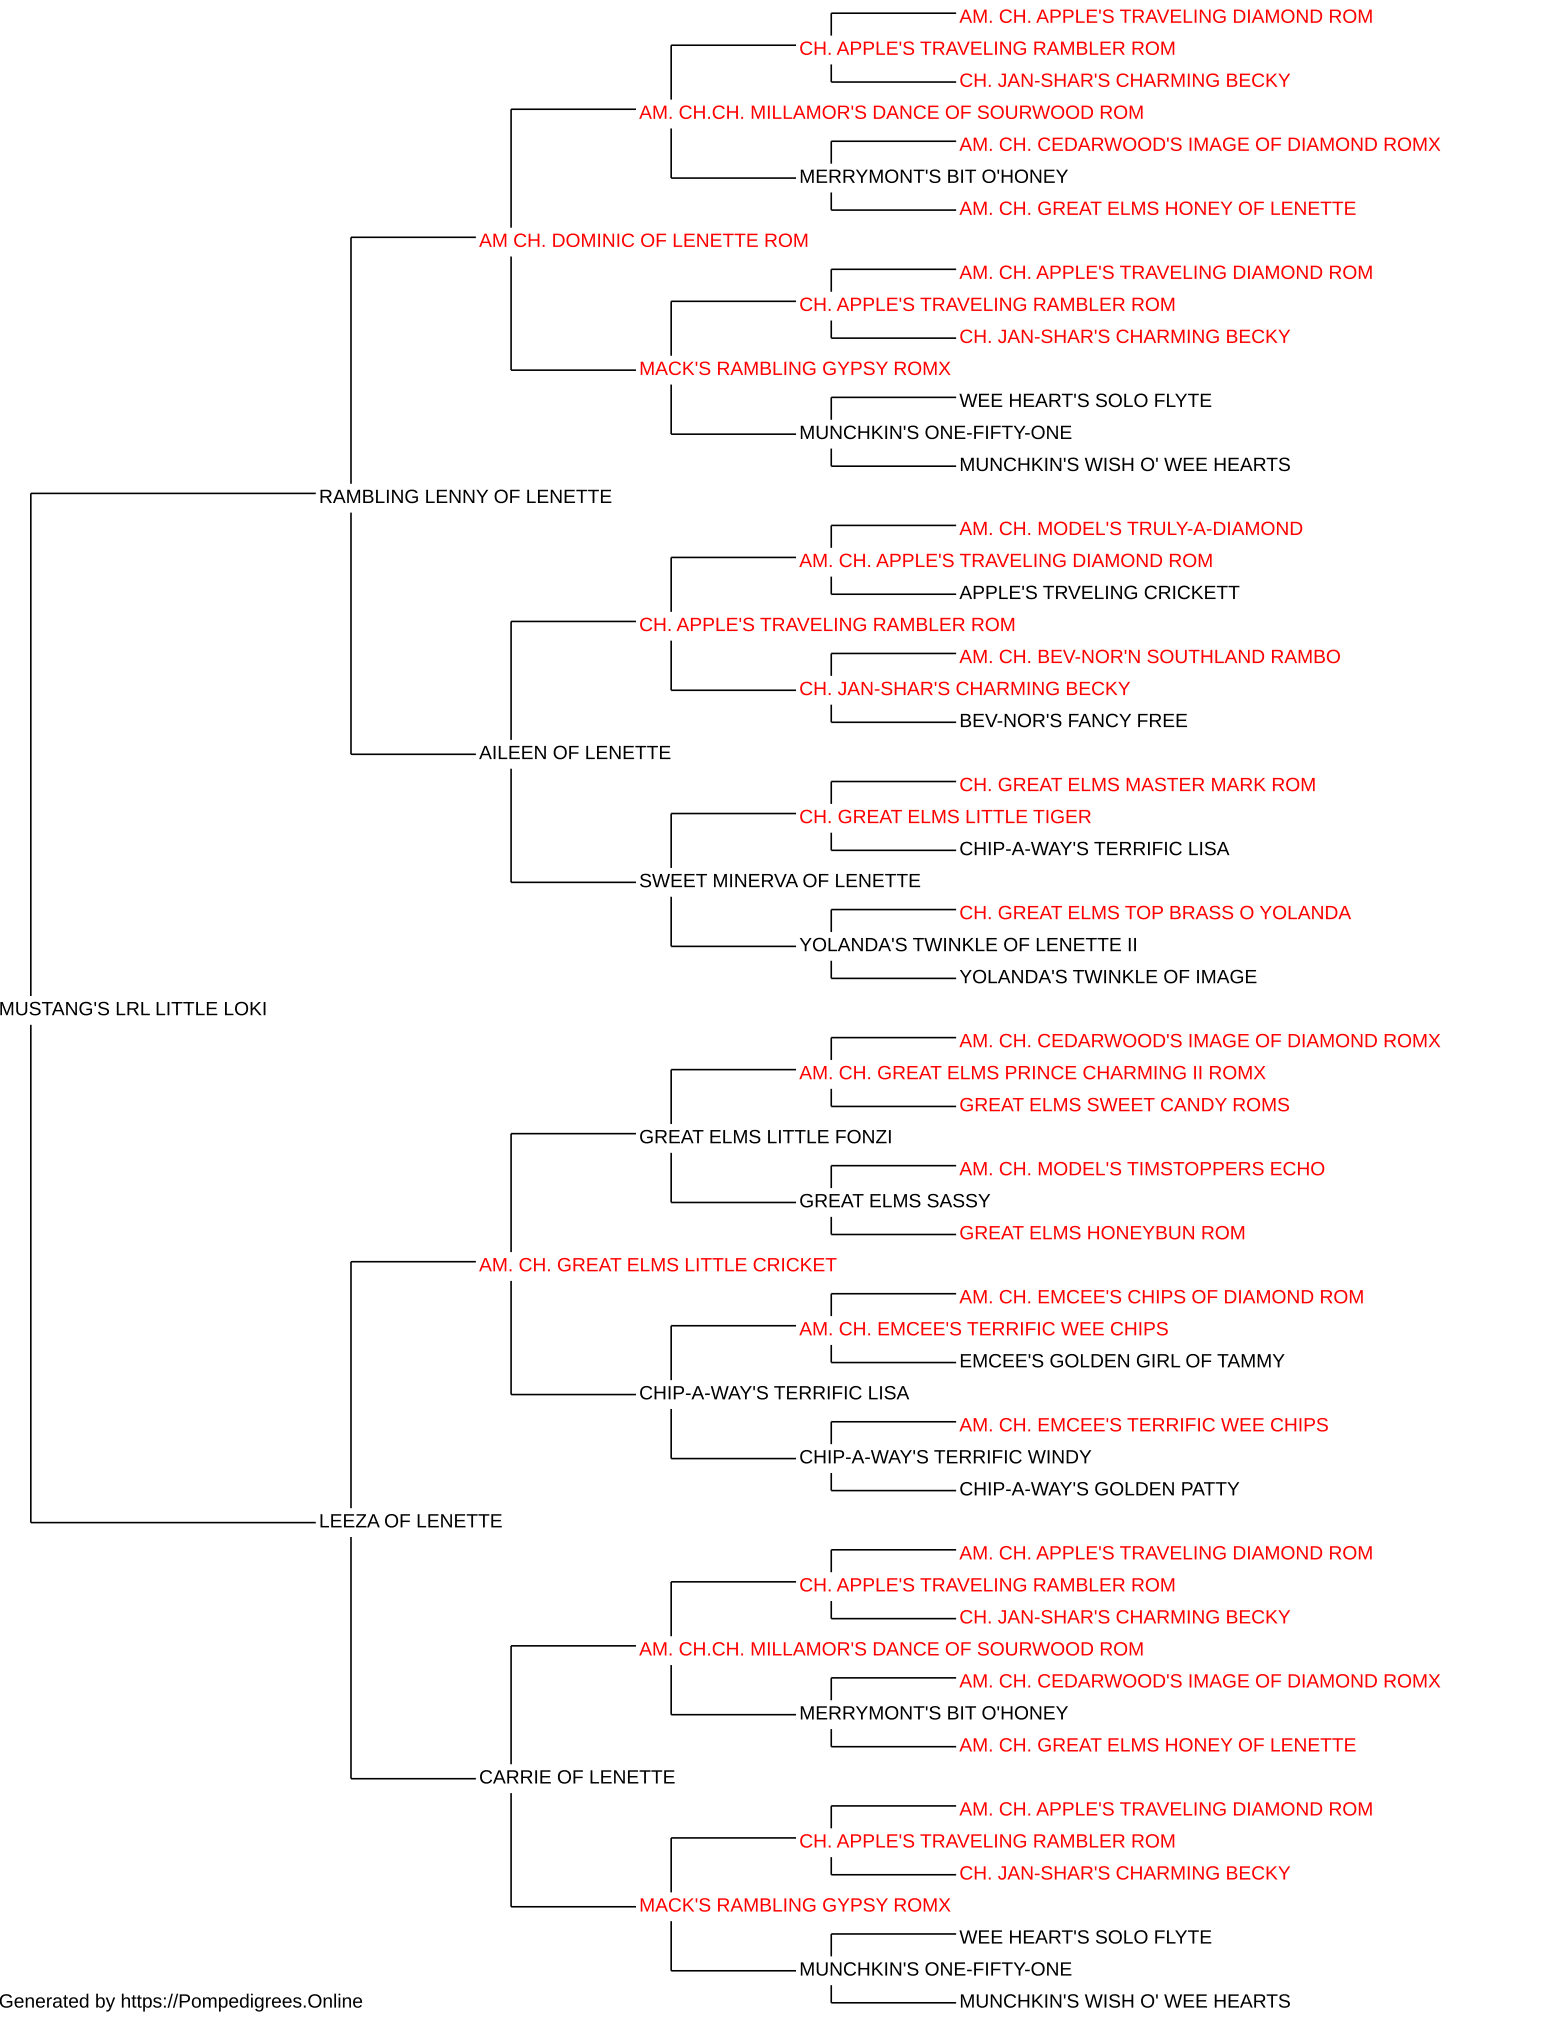 AM. CH. APPLE'S TRAVELING DIAMOND ROM
CH. APPLE'S TRAVELING RAMBLER ROM
CH. JAN-SHAR'S CHARMING BECKY
AM. CH.CH. MILLAMOR'S DANCE OF SOURWOOD ROM
AM. CH. CEDARWOOD'S IMAGE OF DIAMOND ROMX
MERRYMONT'S BIT O'HONEY
AM. CH. GREAT ELMS HONEY OF LENETTE
AM CH. DOMINIC OF LENETTE ROM
AM. CH. APPLE'S TRAVELING DIAMOND ROM
CH. APPLE'S TRAVELING RAMBLER ROM
CH. JAN-SHAR'S CHARMING BECKY
MACK'S RAMBLING GYPSY ROMX
WEE HEART'S SOLO FLYTE
MUNCHKIN'S ONE-FIFTY-ONE
MUNCHKIN'S WISH O' WEE HEARTS
RAMBLING LENNY OF LENETTE
AM. CH. MODEL'S TRULY-A-DIAMOND
AM. CH. APPLE'S TRAVELING DIAMOND ROM
APPLE'S TRVELING CRICKETT
CH. APPLE'S TRAVELING RAMBLER ROM
AM. CH. BEV-NOR'N SOUTHLAND RAMBO
CH. JAN-SHAR'S CHARMING BECKY
BEV-NOR'S FANCY FREE
AILEEN OF LENETTE
CH. GREAT ELMS MASTER MARK ROM
CH. GREAT ELMS LITTLE TIGER
CHIP-A-WAY'S TERRIFIC LISA
SWEET MINERVA OF LENETTE
CH. GREAT ELMS TOP BRASS O YOLANDA
YOLANDA'S TWINKLE OF LENETTE II
YOLANDA'S TWINKLE OF IMAGE
MUSTANG'S LRL LITTLE LOKI
AM. CH. CEDARWOOD'S IMAGE OF DIAMOND ROMX
AM. CH. GREAT ELMS PRINCE CHARMING II ROMX
GREAT ELMS SWEET CANDY ROMS
GREAT ELMS LITTLE FONZI
AM. CH. MODEL'S TIMSTOPPERS ECHO
GREAT ELMS SASSY
GREAT ELMS HONEYBUN ROM
AM. CH. GREAT ELMS LITTLE CRICKET
AM. CH. EMCEE'S CHIPS OF DIAMOND ROM
AM. CH. EMCEE'S TERRIFIC WEE CHIPS
EMCEE'S GOLDEN GIRL OF TAMMY
CHIP-A-WAY'S TERRIFIC LISA
AM. CH. EMCEE'S TERRIFIC WEE CHIPS
CHIP-A-WAY'S TERRIFIC WINDY
CHIP-A-WAY'S GOLDEN PATTY
LEEZA OF LENETTE
AM. CH. APPLE'S TRAVELING DIAMOND ROM
CH. APPLE'S TRAVELING RAMBLER ROM
CH. JAN-SHAR'S CHARMING BECKY
AM. CH.CH. MILLAMOR'S DANCE OF SOURWOOD ROM
AM. CH. CEDARWOOD'S IMAGE OF DIAMOND ROMX
MERRYMONT'S BIT O'HONEY
AM. CH. GREAT ELMS HONEY OF LENETTE
CARRIE OF LENETTE
AM. CH. APPLE'S TRAVELING DIAMOND ROM
CH. APPLE'S TRAVELING RAMBLER ROM
CH. JAN-SHAR'S CHARMING BECKY
MACK'S RAMBLING GYPSY ROMX
WEE HEART'S SOLO FLYTE
MUNCHKIN'S ONE-FIFTY-ONE
MUNCHKIN'S WISH O' WEE HEARTS
Generated by https://Pompedigrees.Online